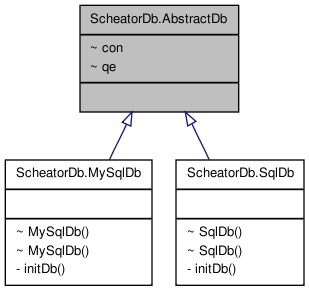 ScheatorDb.AbstractDb
~ con
~ qe
ScheatorDb.MySqlDb
~ MySqlDb()
~ MySqlDb()
- initDb()
ScheatorDb.SqlDb
~ SqlDb()
~ SqlDb()
- initDb()